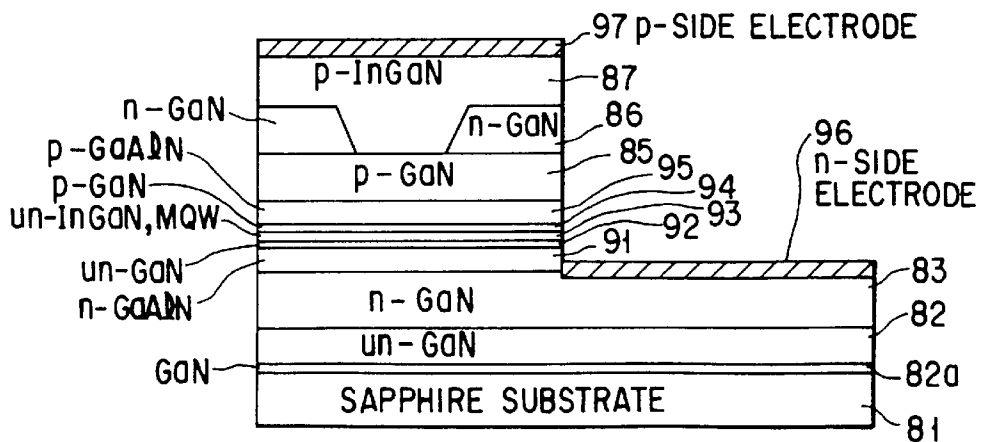 97 p-SIDE ELECTRODE
p-InGaN
87
n-GaN
n-GaN
86
96
n-SIDE
ELECTRODE
p-GaAlN
p-GaN
85
95
p-GaN
94
un-InGaN,MQW
93
92
91
un-GaN
n-GaAlN
n-GaN
83
82
un-GaN
GaN
82a
SAPPHIRE SUBSTRATE
81